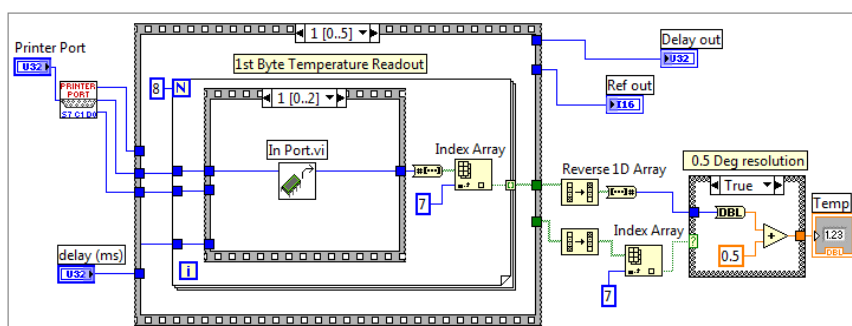 1 [0..5]
Printer Port
U32
PRINTER
PORT
S7 C1 D0
delay (ms)
U32
1st Byte Temperature Readout
8
N
1 [0..2]
In Port.vi
Index Array
7
i
Delay out
U32
Ref out
I16
Reverse 1D Array
Index Array
7
0.5 Deg resolution
True
DBL
+
0.5
?
Temp
1.23
DBL